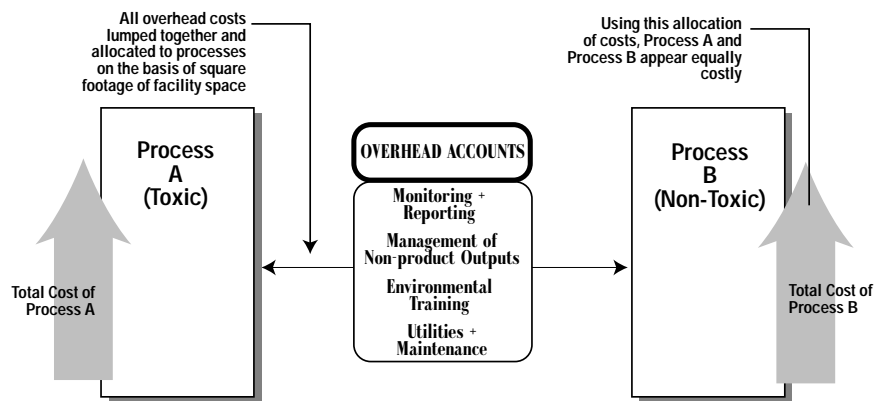 All overhead costs
lumped together and
allocated to processes
on the basis of square
footage of facility space
Using this allocation
of costs, Process A and
Process B appear equally
costly
Process
A
(Toxic)
OVERHEAD ACCOUNTS
Monitoring +
Reporting
Management of
Non-product Outputs
Environmental
Training
Utilities +
Maintenance
Process
B
(Non-Toxic)
Total Cost of
Process A
Total Cost of
Process B